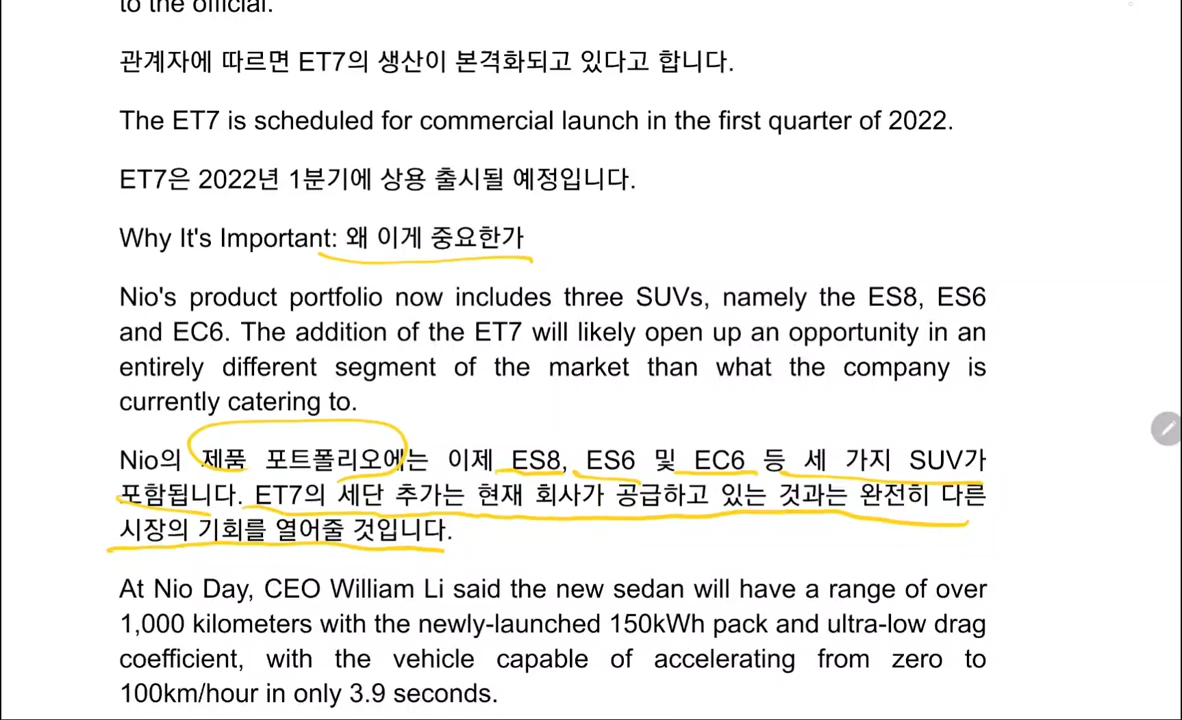 to the official.
관계자에 따르면 ET7의 생산이 본격화되고 있다고 합니다.
The ET7 is scheduled for commercial launch in the first quarter of 2022.
ET7은 2022년 1분기에 상용 출시될 예정입니다.
Why It's Important: 왜 이게 중요한가
Nio's product portfolio now includes three SUVs, namely the ES8, ES6
and EC6. The addition of the ET7 will likely open up an opportunity in an
entirely different segment of the market than what the company is
currently catering to.
Nio의 제품 포트폴리오에는 이제 ES8, ES6 및 EC6 등 세 가지 SUV가
포함됩니다. ET7의 세단 추가는 현재 회사가 공급하고 있는 것과는 완전히 다른
시장의 기회를 열어줄 것입니다.
At Nio Day, CEO William Li said the new sedan will have a range of over
1,000 kilometers with the newly-launched 150kWh pack and ultra-low drag
coefficient, with the vehicle capable of accelerating from zero to
100km/hour in only 3.9 seconds.